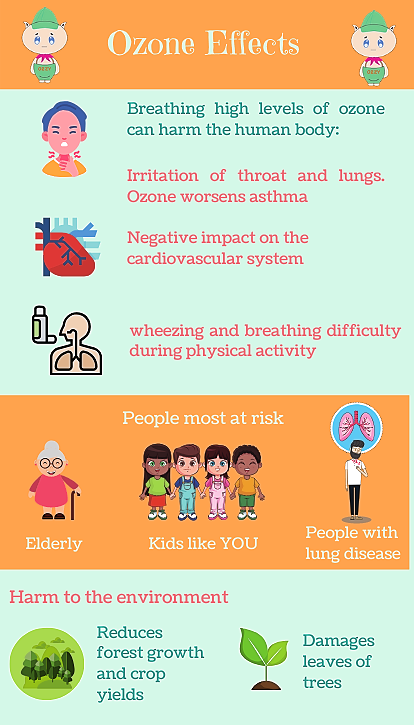 Ozone Effects
Breathing high levels of ozone
can harm the human body:
Irritation of throat and lungs.
Ozone worsens asthma
Negative impact on the
cardiovascular system
wheezing and breathing difficulty
during physical activity
People most at risk
Elderly
Kids like YOU
People with
lung disease
Harm to the environment
Reduces
forest growth
and crop
yields
Damages
leaves of
trees